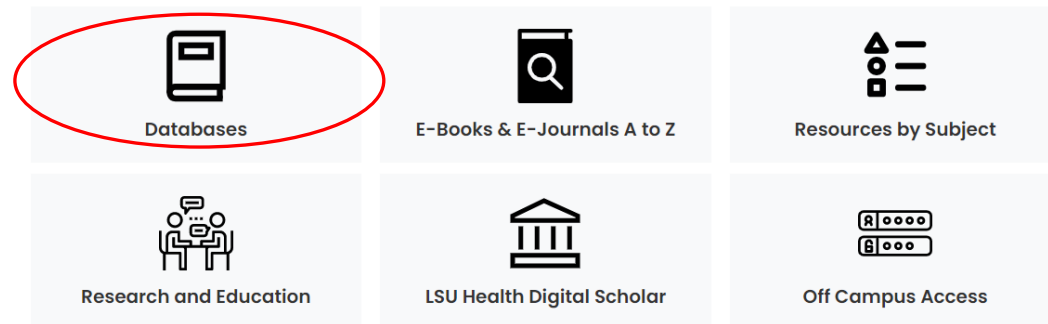 Databases
E-Books & E-Journals A to Z
Resources by Subject
Research and Education
LSU Health Digital Scholar
Off Campus Access